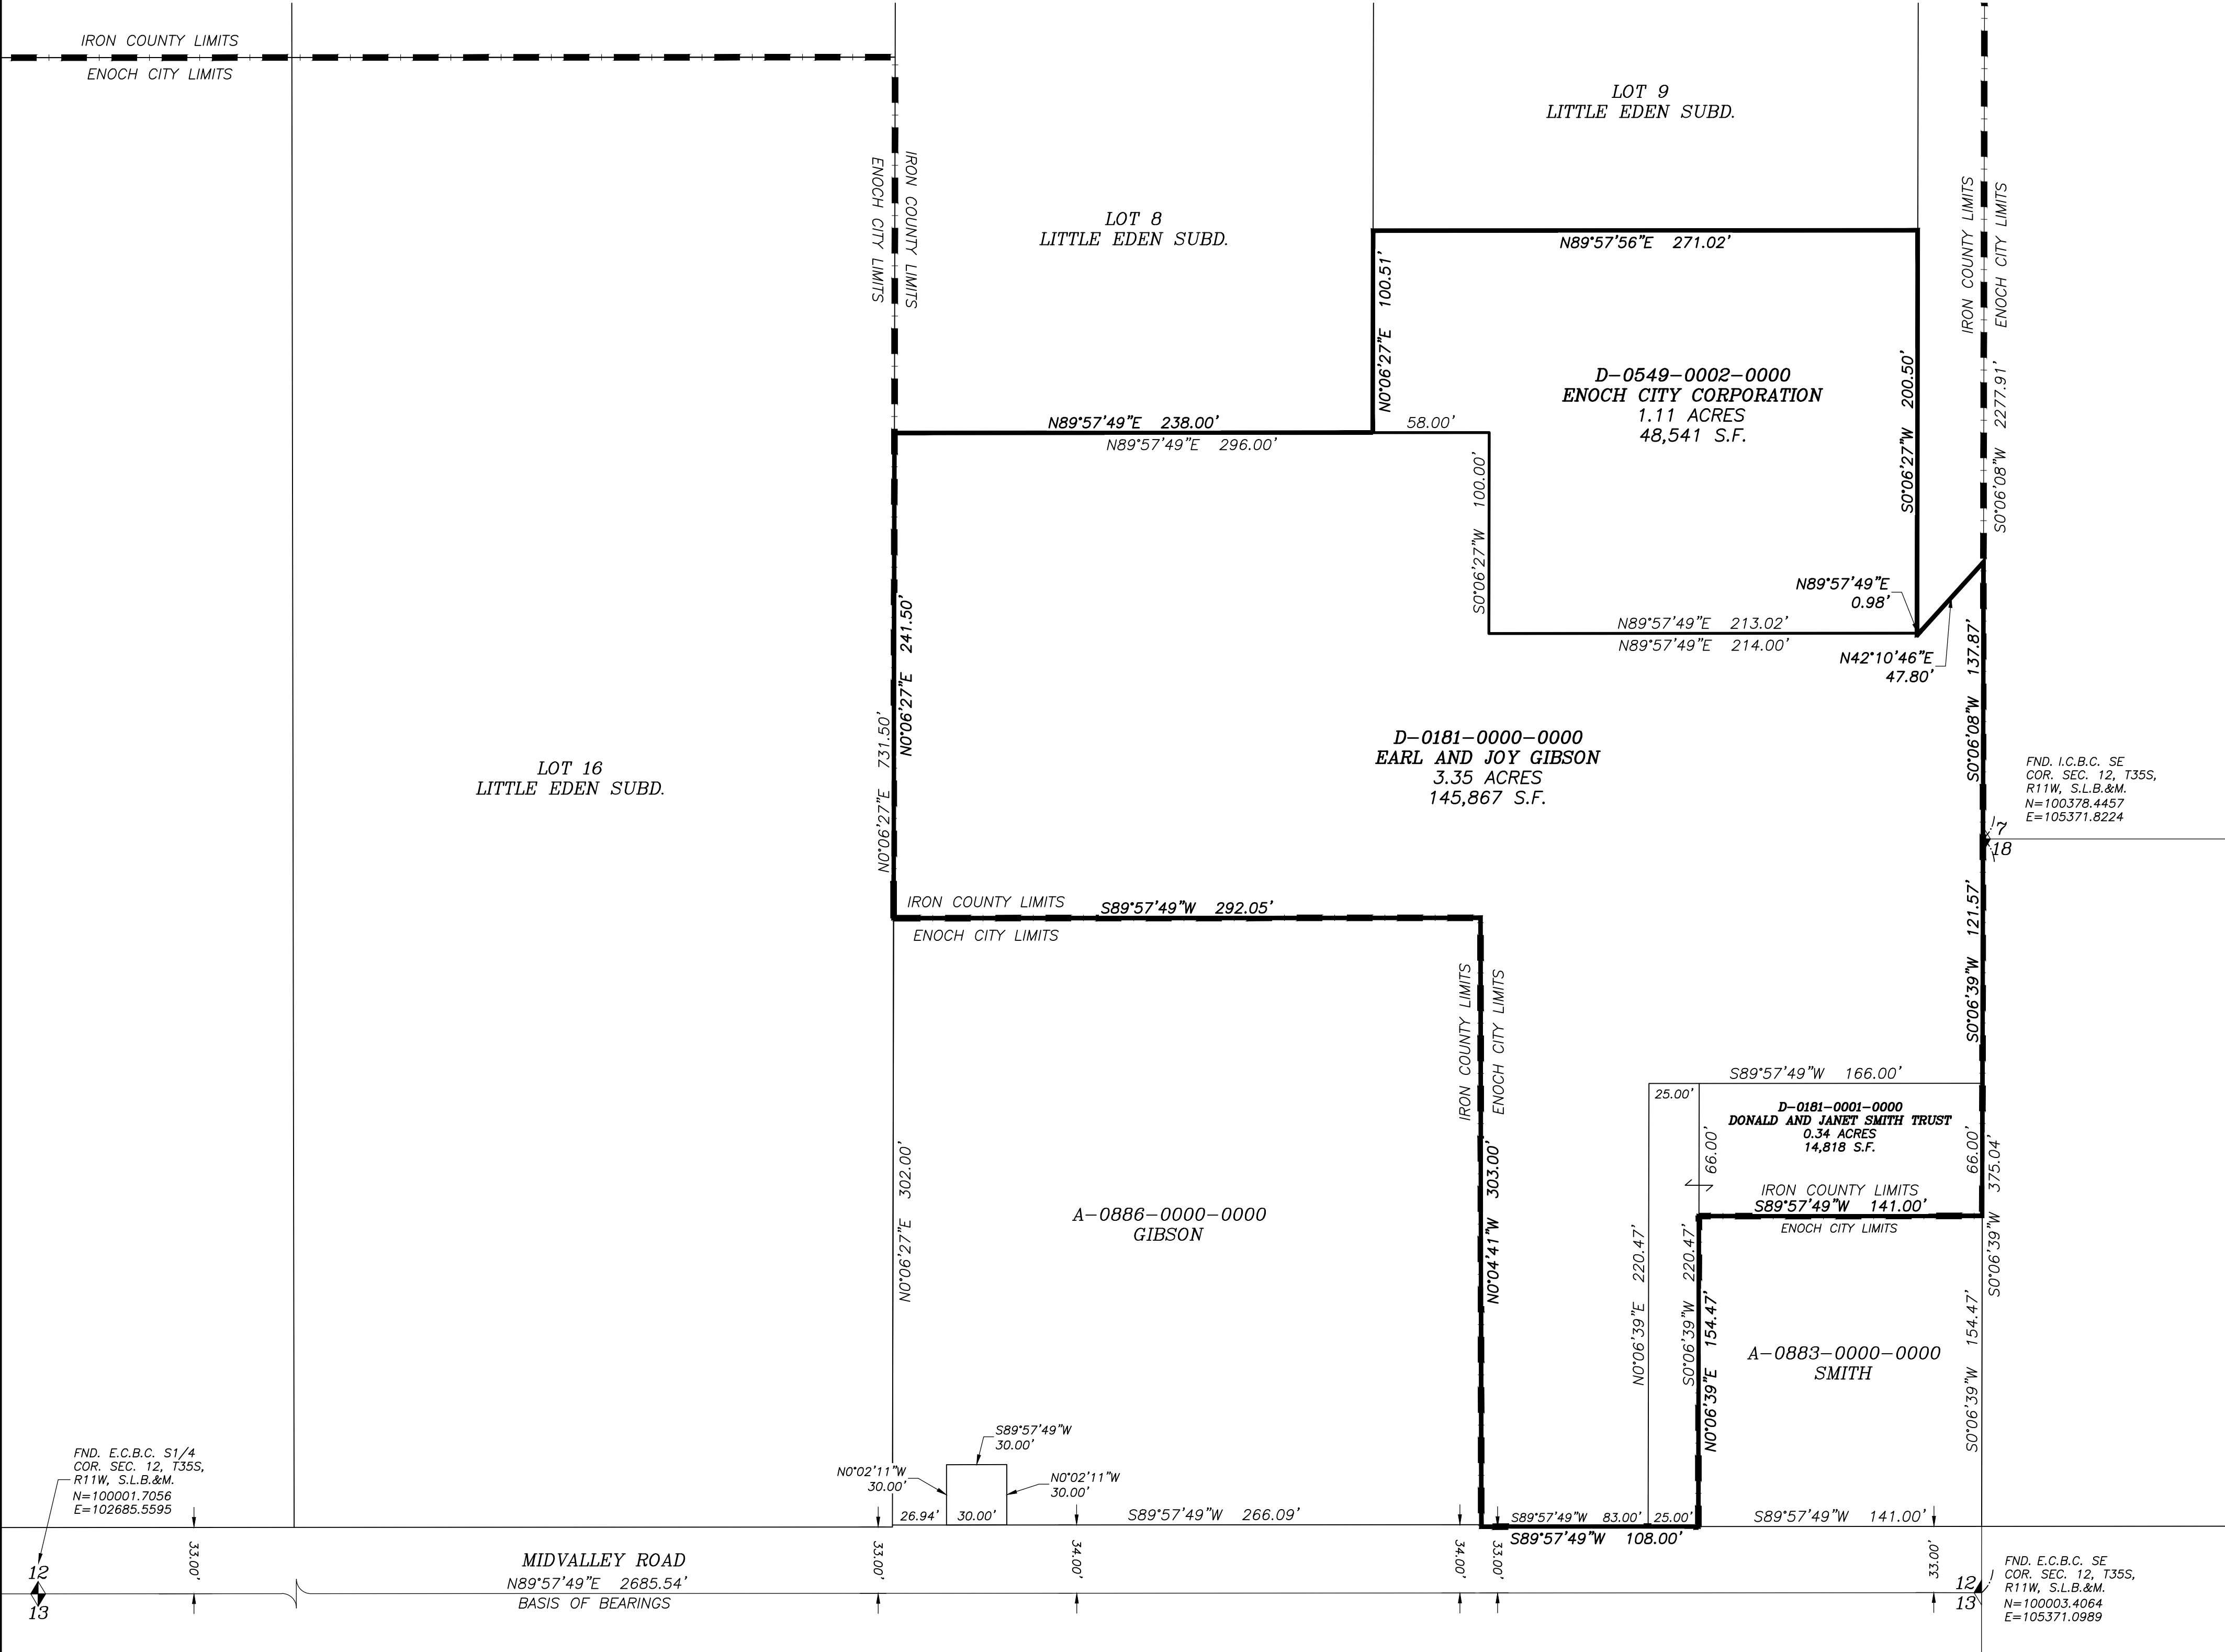 IRON COUNTY LIMITS
ENOCH CITY LIMITS
ENOCH CITY LIMITS
IRON COUNTY LIMITS
LOT 8
LITTLE EDEN SUBD.
LOT 9
LITTLE EDEN SUBD.
IRON COUNTY LIMITS
ENOCH CITY LIMITS
S0°06'08"W 2277.91'
N89°57'56"E 271.02'
N0°06'27"E 100.51'
D-0549-0002-0000
ENOCH CITY CORPORATION
1.11 ACRES
48,541 S.F.
S0°06'27"W 200.50'
N89°57'49"E 238.00'
N89°57'49"E 296.00'
58.00'
S0°06'27"W 100.00'
N89°57'49"E
0.98'
N89°57'49"E 213.02'
N89°57'49"E 214.00'
N42°10'46"E
47.80'
S0°06'08"W 137.87'
N0°06'27"E 241.50'
N0°06'27"E 731.50'
LOT 16
LITTLE EDEN SUBD.
D-0181-0000-0000
EARL AND JOY GIBSON
3.35 ACRES
145,867 S.F.
FND. I.C.B.C. SE
COR. SEC. 12, T35S,
R11W, S.L.B.&M.
N=100378.4457
E=105371.8224
7
18
S0°06'39"W 121.57'
IRON COUNTY LIMITS
S89°57'49"W 292.05'
ENOCH CITY LIMITS
IRON COUNTY LIMITS
ENOCH CITY LIMITS
S89°57'49"W 166.00'
25.00'
D-0181-0001-0000
DONALD AND JANET SMITH TRUST
0.34 ACRES
14,818 S.F.
66.00'
66.00'
S0°06'39"W 375.04'
IRON COUNTY LIMITS
S89°57'49"W 141.00'
ENOCH CITY LIMITS
N0°06'27"E 302.00'
A-0886-0000-0000
GIBSON
N0°04'41"W 303.00'
N0°06'39"E 220.47'
S0°06'39"W 220.47'
N0°06'39"E 154.47'
A-0883-0000-0000
SMITH
S0°06'39"W 154.47'
FND. E.C.B.C. S1/4
COR. SEC. 12, T35S,
R11W, S.L.B.&M.
N=100001.7056
E=102685.5595
S89°57'49"W
30.00'
N0°02'11"W
30.00'
N0°02'11"W
30.00'
26.94'
30.00'
S89°57'49"W 266.09'
S89°57'49"W 83.00'
25.00'
S89°57'49"W 108.00'
S89°57'49"W 141.00'
33.00'
33.00'
34.00'
34.00'
33.00'
33.00'
MIDVALLEY ROAD
N89°57'49"E 2685.54'
BASIS OF BEARINGS
12
13
12
13
FND. E.C.B.C. SE
COR. SEC. 12, T35S,
R11W, S.L.B.&M.
N=100003.4064
E=105371.0989